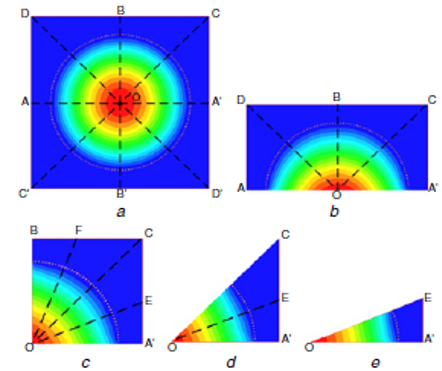 D B C
A O A'
C' B' D'
a
D B C
A O A'
b
B F C
E
O A'
c
C
E
O A'
d
E
O A'
e